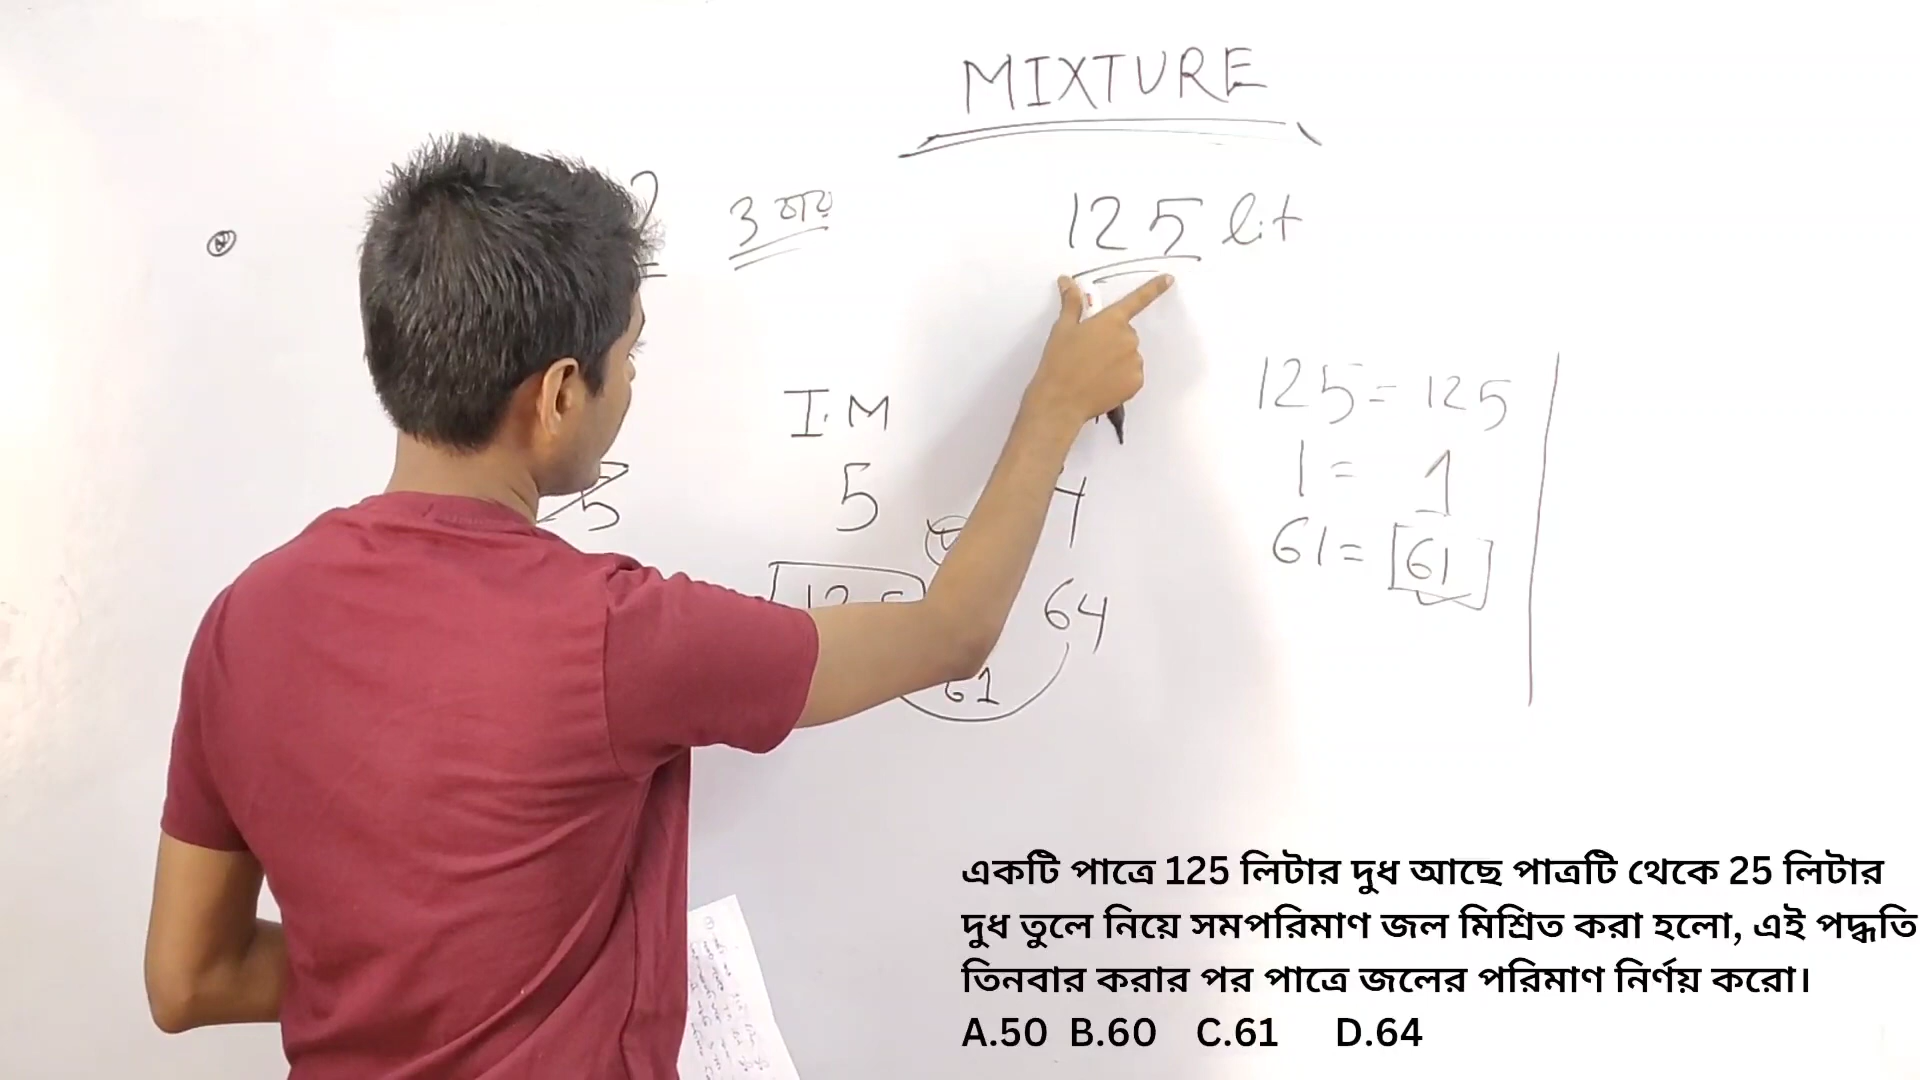 MIXTURE
2 3 বার 125 lit
I.M
5 5 4
125 64
61
125 = 125
1 = 1
61 = 61
একটি পাত্রে 125 লিটার দুধ আছে পাত্রটি থেকে 25 লিটার
দুধ তুলে নিয়ে সমপরিমাণ জল মিশ্রিত করা হলো, এই পদ্ধতি
তিনবার করার পর পাত্রে জলের পরিমাণ নির্ণয় করো।
A.50 B.60 C.61 D.64